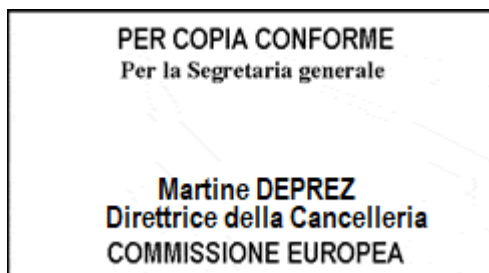 PER COPIA CONFORME
Per la Segretaria generale
Martine DEPREZ
Direttrice della Cancelleria
COMMISSIONE EUROPEA